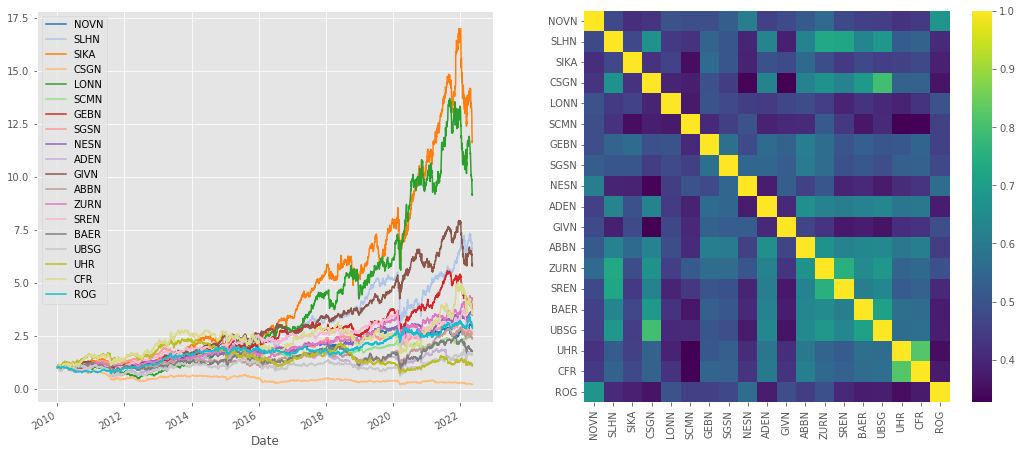 17.5
15.0
12.5
10.0
7.5
5.0
2.5
0.0
NOVN
SLHN
SIKA
CSGN
LONN
SCMN
GEBN
SGSN
NESN
ADEN
GIVN
ABBN
ZURN
SREN
BAER
UBSG
UHR
CFR
ROG
2010
2012
2014
2016
2018
2020
2022
Date
NOVN
SLHN
SIKA
CSGN
LONN
SCMN
GEBN
SGSN
NESN
ADEN
GIVN
ABBN
ZURN
SREN
BAER
UBSG
UHR
CFR
ROG
NOVN
SLHN
SIKA
CSGN
LONN
SCMN
GEBN
SGSN
NESN
ADEN
GIVN
ABBN
ZURN
SREN
BAER
UBSG
UHR
CFR
ROG
1.0
0.9
0.8
0.7
0.6
0.5
0.4